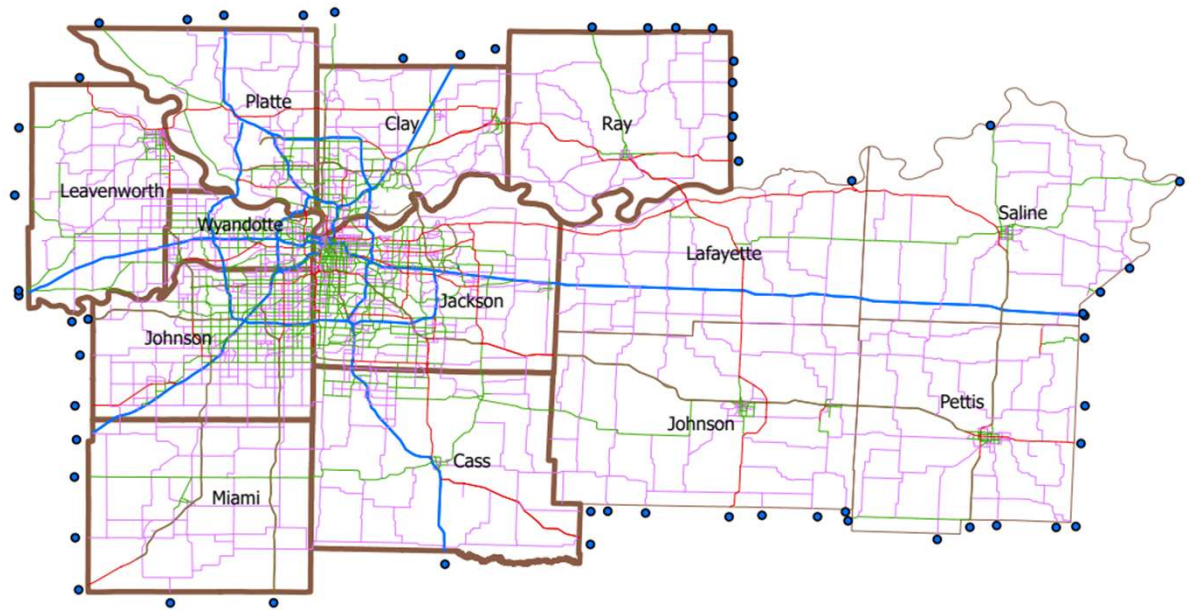 Platte
Clay
Ray
Leavenworth
Saline
Wyandotte
Lafayette
Jackson
Johnson
Pettis
Johnson
Cass
Miami